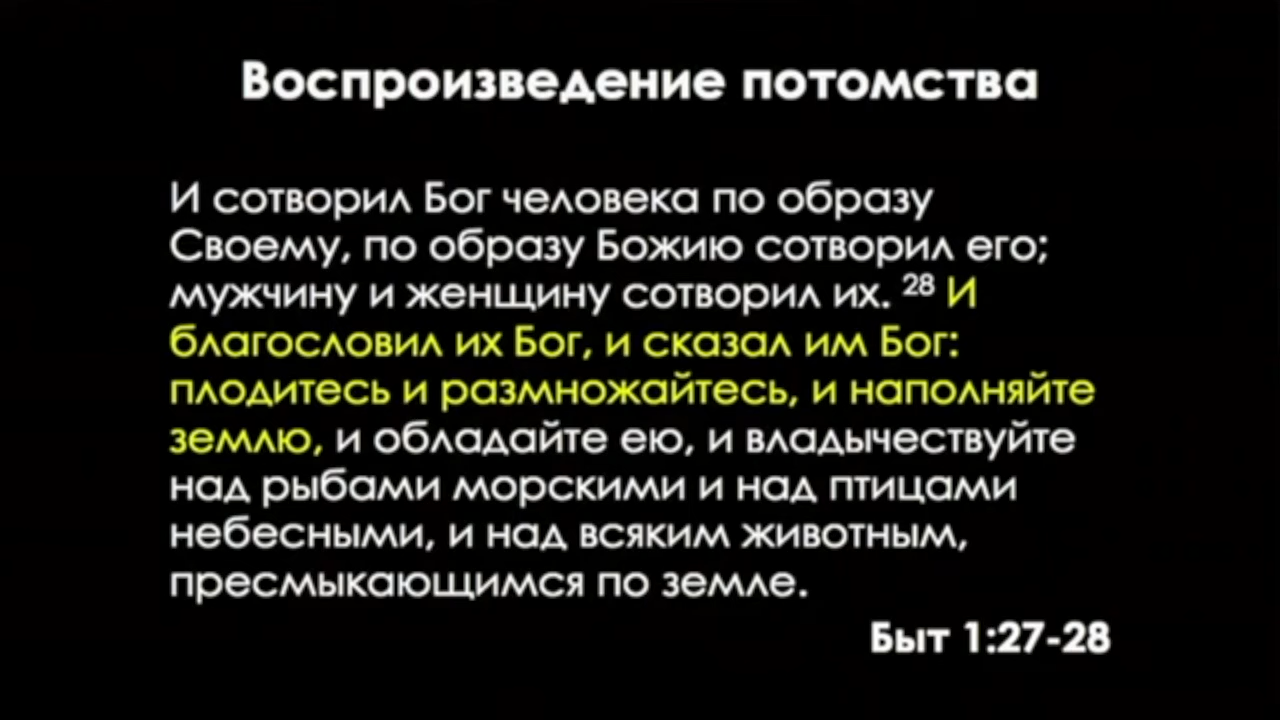 Воспроизведение потомства
И сотворил Бог человека по образу
Своему, по образу Божию сотворил его;
мужчину и женщину сотворил их. 28 И
благословил их Бог, и сказал им Бог:
плодитесь и размножайтесь, и наполняйте
землю, и обладайте ею, и владычествуйте
над рыбами морскими и над птицами
небесными, и над всяким животным,
пресмыкающимся по земле.
Быт 1:27-28